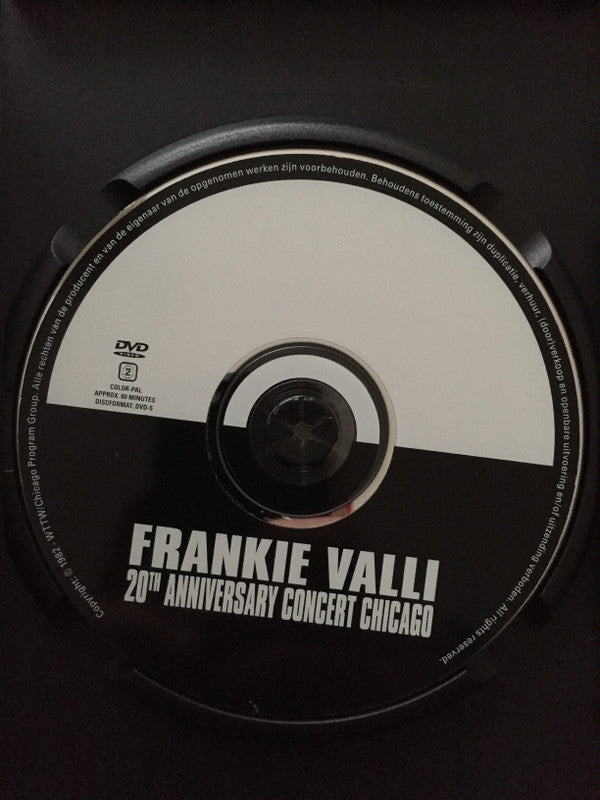 Copyright © 1982 - WTTW/Chicago Program Group. Alle rechten van de producent en van de eigenaar van de opgenomen werken zijn voorbehouden. Behoudens toestemming zijn duplicatie, verhuur, (door)verkoop en openbare uitvoering en/of uitzending verboden. All rights reserved.
DVD
VIDEO
2
COLOR-PAL
APPROX. 60 MINUTES
DISCFORMAT: DVD-5
FRANKIE VALLI
20TH ANNIVERSARY CONCERT CHICAGO